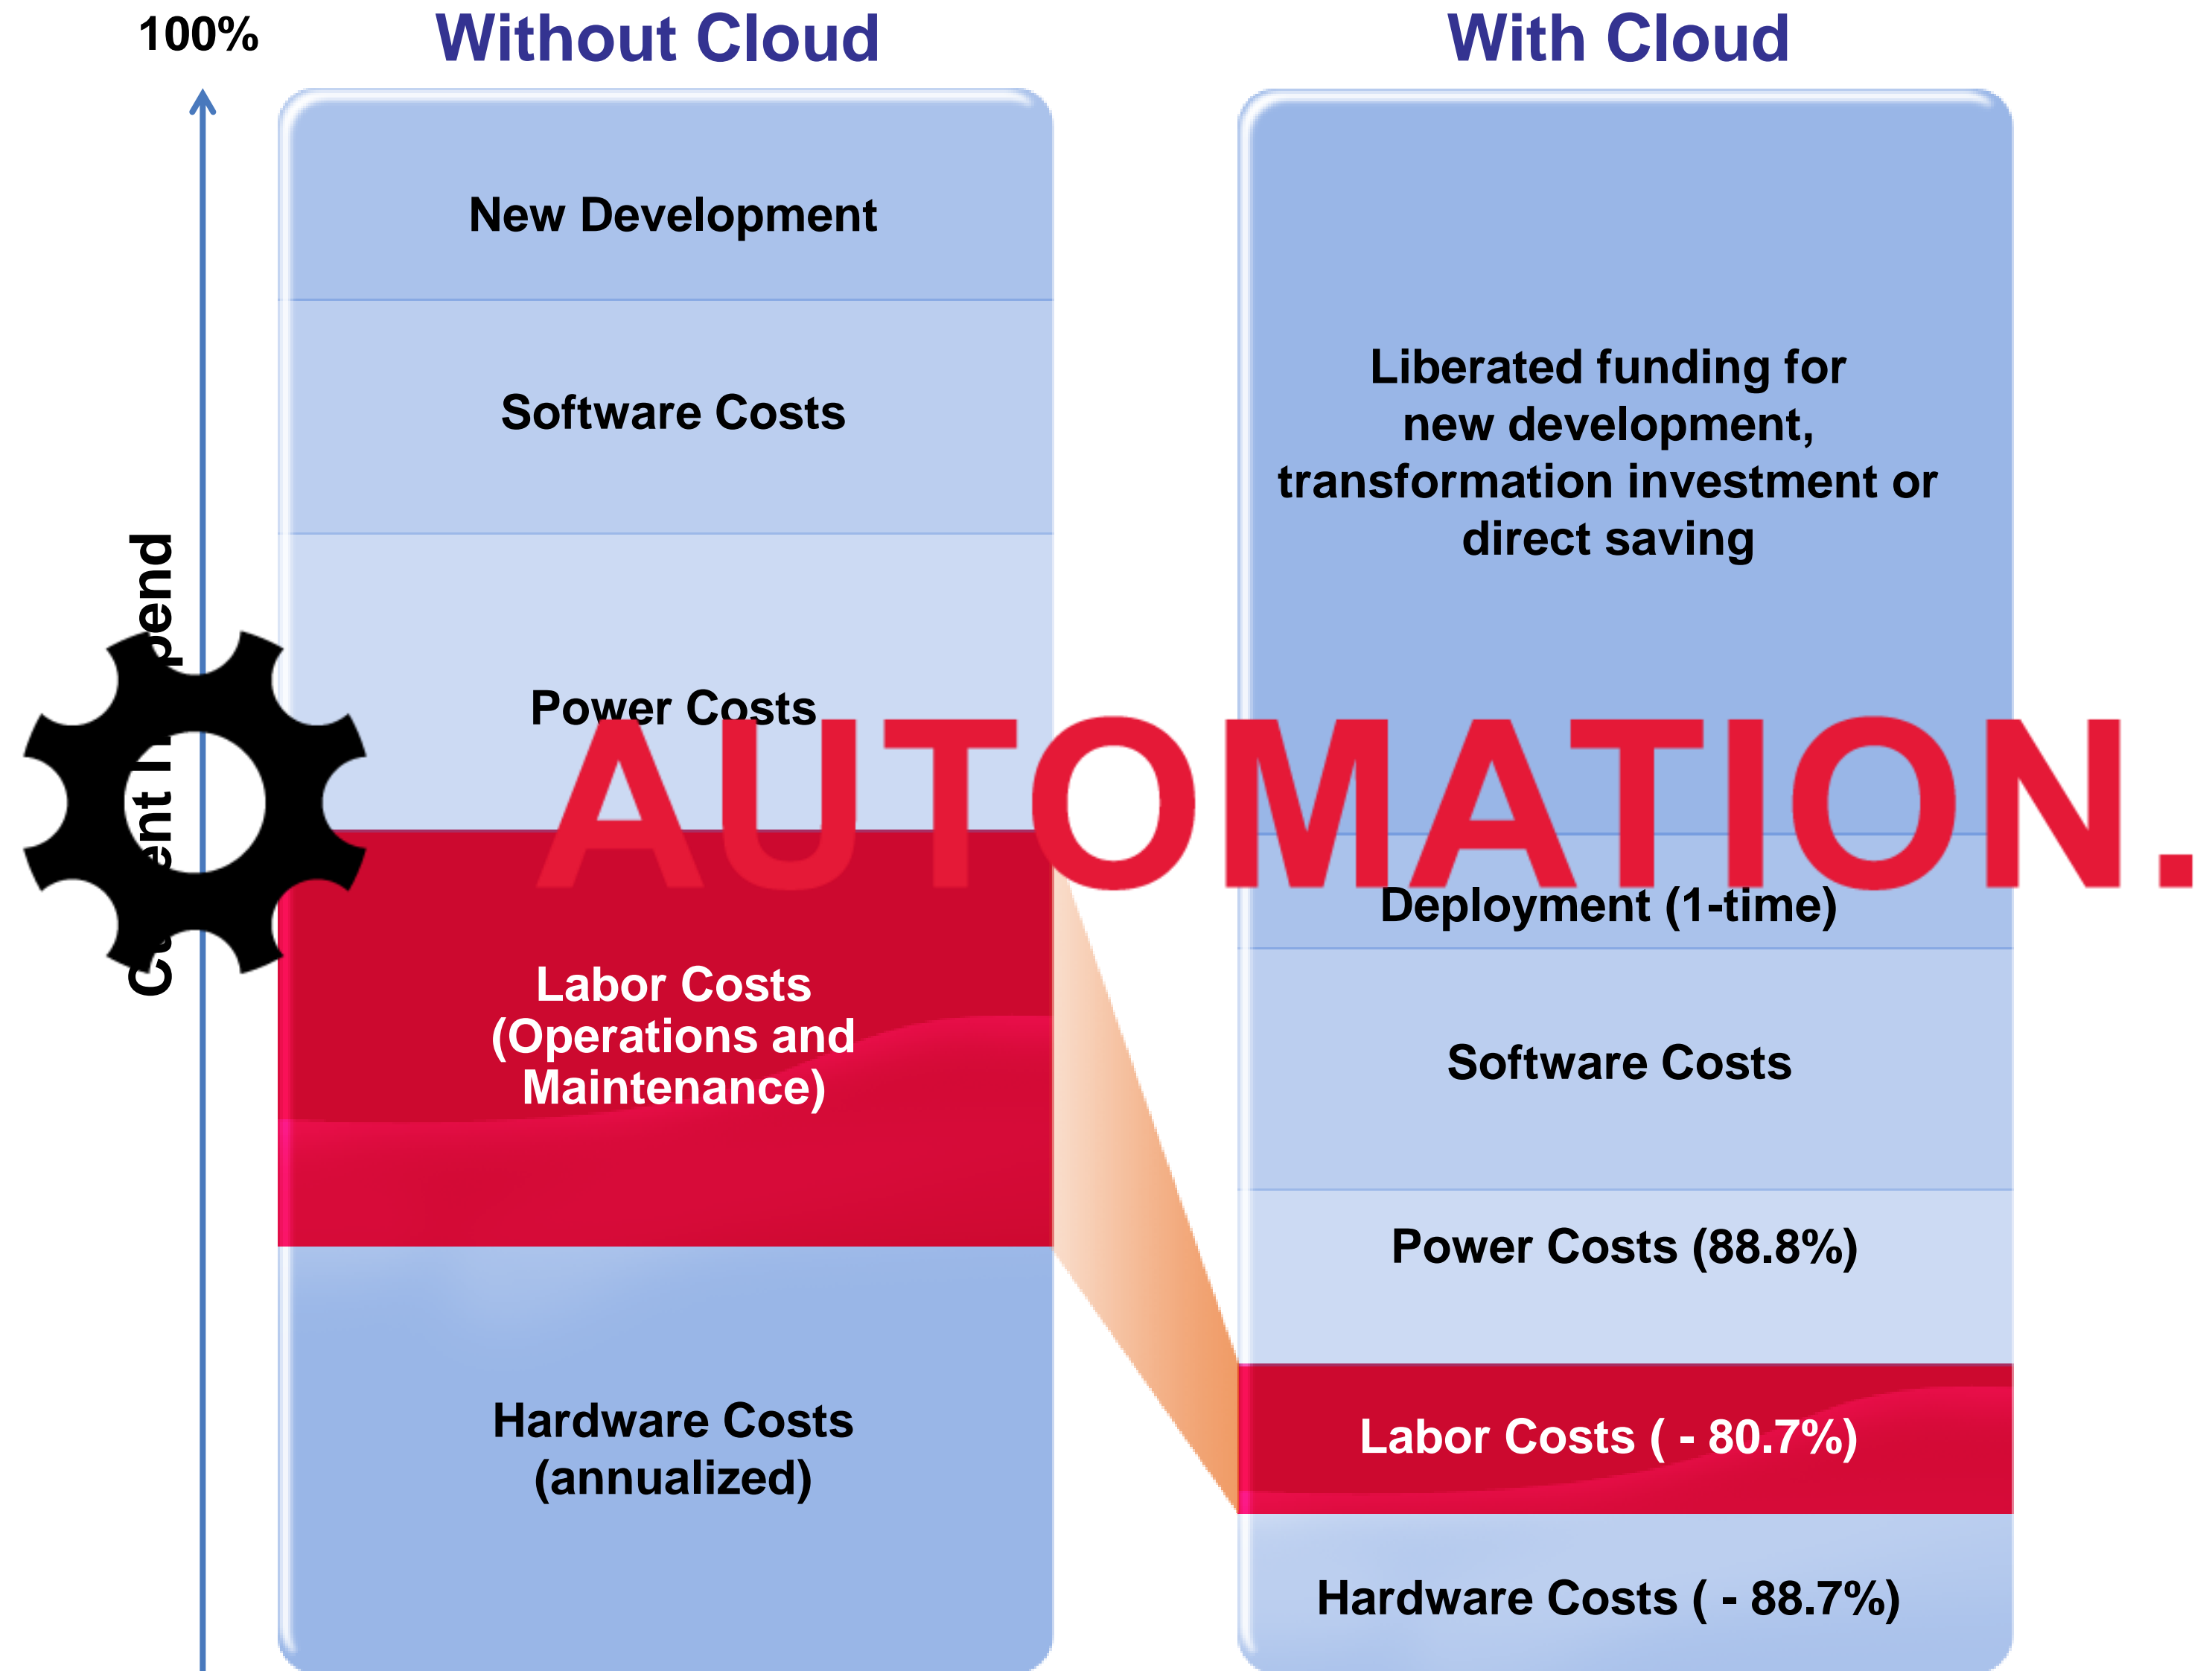 100%
Without Cloud
With Cloud
New Development
Software Costs
Power Costs
Labor Costs
(Operations and
Maintenance)
Hardware Costs
(annualized)
Liberated funding for
new development,
transformation investment or
direct saving
Deployment (1-time)
Software Costs
Power Costs (88.8%)
Labor Costs ( - 80.7%)
Hardware Costs ( - 88.7%)
AUTOMATION.